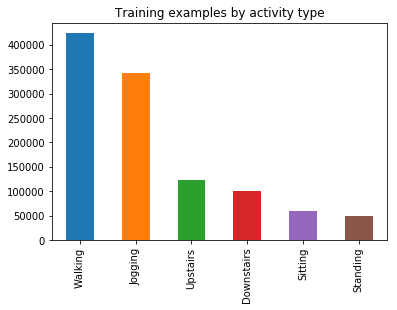 Training examples by activity type
400000
350000
300000
250000
200000
150000
100000
50000
0
Walking
Jogging
Upstairs
Downstairs
Sitting
Standing